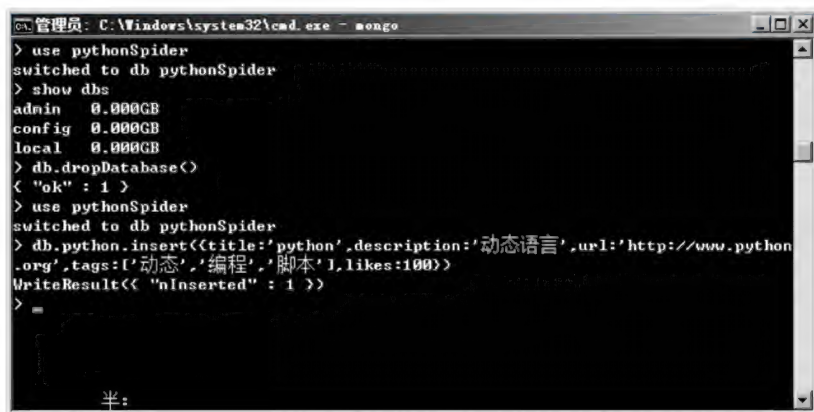 管理员: C:\Windows\system32\cmd.exe - mongo
> use pythonSpider
switched to db pythonSpider
> show dbs
admin   0.000GB
config  0.000GB
local   0.000GB
> db.dropDatabase()
{ "ok" : 1 }
> use pythonSpider
switched to db pythonSpider
> db.python.insert({title:'python',description:'动态语言',url:'http://www.python
.org',tags:['动态','编程','脚本'],likes:100})
WriteResult({ "nInserted" : 1 })
> _
半: